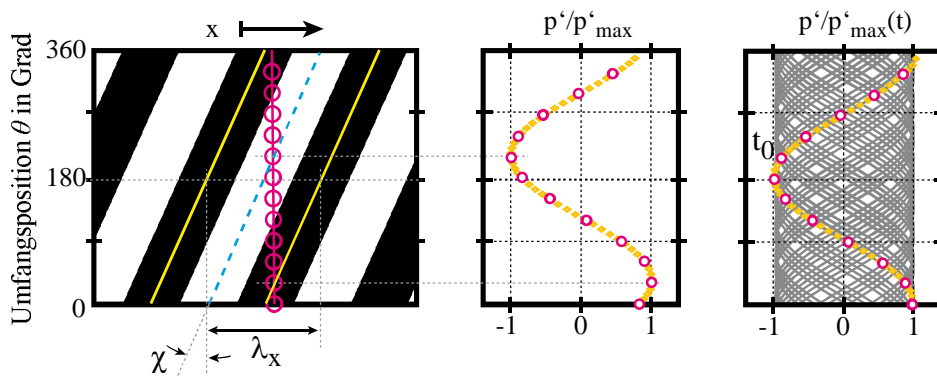 x
p‘/p‘max
p‘/p‘max(t)
Umfangsposition θ in Grad
360
180
0
t0
χ
λx
-1
0
1
-1
0
1